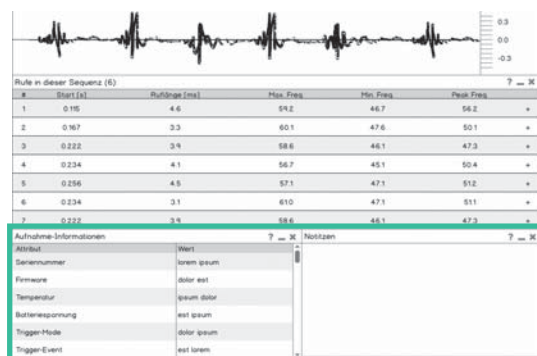 0.3
0.0
-0.3
Rufe in dieser Sequenz (6) ? _ ×
# Start [s] Ruflänge [ms] Max. Freq. Min. Freq. Peak Freq.
1 0.115 4.6 59.2 46.7 56.2 +
2 0.167 3.3 60.1 47.6 50.1 +
3 0.222 3.9 58.6 46.1 47.3 +
4 0.234 4.1 56.7 45.1 50.4 +
5 0.256 4.5 57.1 47.1 51.2 +
6 0.234 3.1 61.0 47.1 51.1 +
7 0.222 3.9 58.6 46.1 47.3 +
Aufnahme-Informationen ? _ × Notitzen ? _ ×
Attribut Wert
Seriennummer lorem ipsum
Firmware dolor est
Temperatur ipsum dolor
Batteriespannung est ipsum
Trigger-Mode dolor ipsum
Trigger-Event est lorem